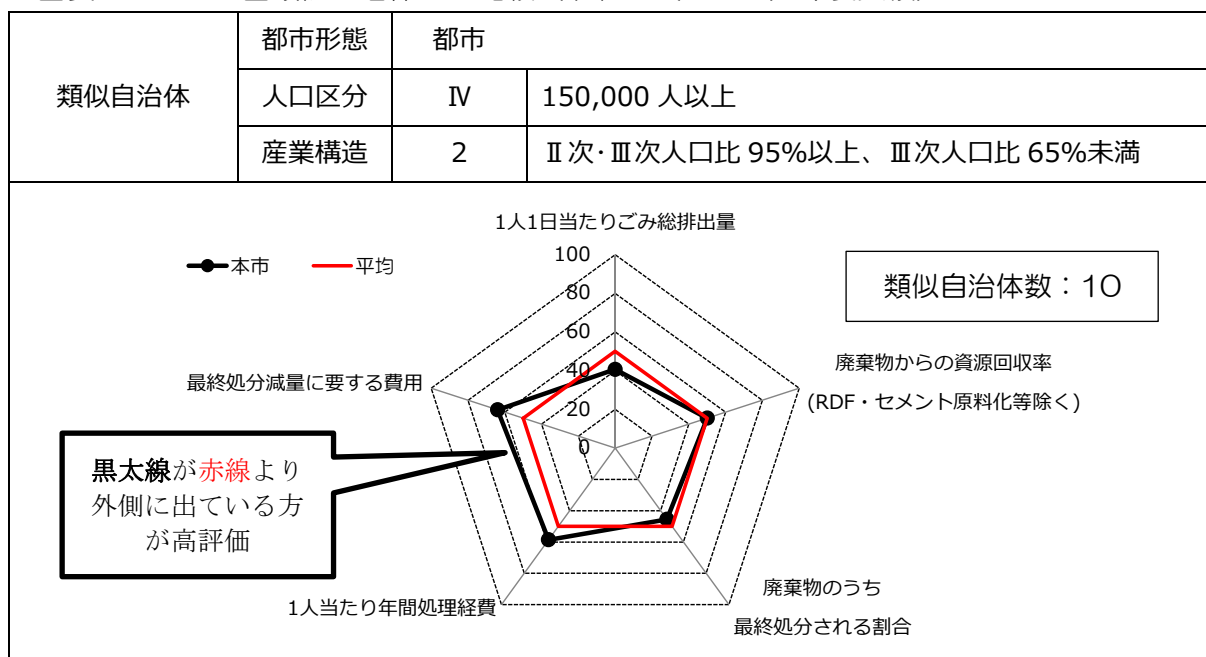 類似自治体
都市形態 都市
人口区分 Ⅳ 150,000 人以上
産業構造 2 Ⅱ次・Ⅲ次人口比 95%以上、Ⅲ次人口比 65%未満
1人1日当たりごみ総排出量
本市 平均
100
80
60
40
20
0
類似自治体数:10
廃棄物からの資源回収率
(RDF・セメント原料化等除く)
最終処分減量に要する費用
黒太線が赤線より
外側に出ている方
が高評価
1人当たり年間処理経費
廃棄物のうち
最終処分される割合